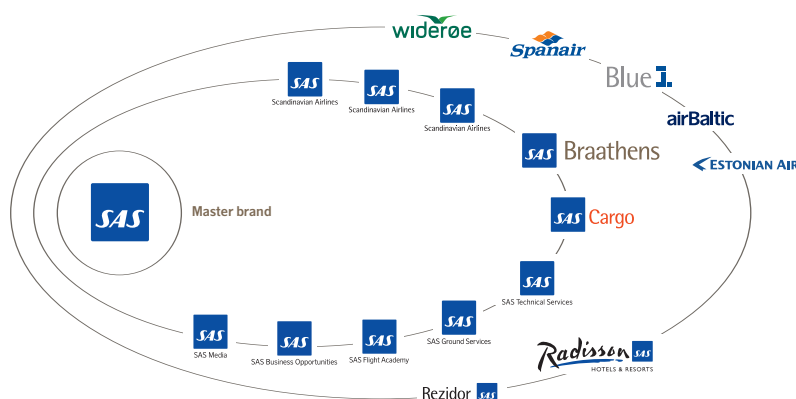 widerøe
Spanair
Blue1
airBaltic
ESTONIAN AIR
SAS
Scandinavian Airlines
SAS
Scandinavian Airlines
SAS
Scandinavian Airlines
SAS Braathens
SAS Cargo
SAS
Master brand
SAS
SAS Technical Services
SAS
SAS Ground Services
SAS
SAS Flight Academy
SAS
SAS Business Opportunities
SAS
SAS Media
Radisson SAS
HOTELS & RESORTS
Rezidor SAS